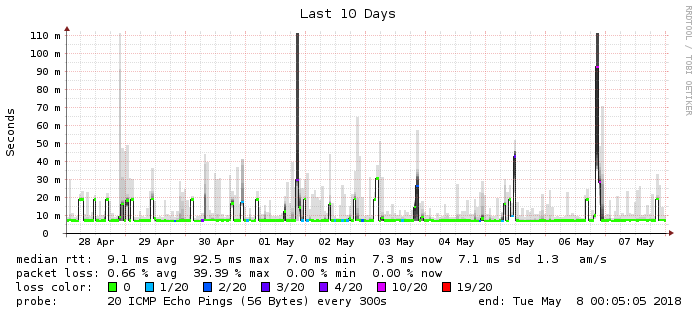 Last 10 Days
RRDTOOL / TOBI OETIKER
Seconds
110 m
100 m
90 m
80 m
70 m
60 m
50 m
40 m
30 m
20 m
10 m
0
28 Apr 29 Apr 30 Apr 01 May 02 May 03 May 04 May 05 May 06 May 07 May
median rtt: 9.1 ms avg 92.5 ms max 7.0 ms min 7.3 ms now 7.1 ms sd 1.3 am/s
packet loss: 0.66 % avg 39.39 % max 0.00 % min 0.00 % now
loss color: 0 1/20 2/20 3/20 4/20 10/20 19/20
probe: 20 ICMP Echo Pings (56 Bytes) every 300s end: Tue May 8 00:05:05 2018